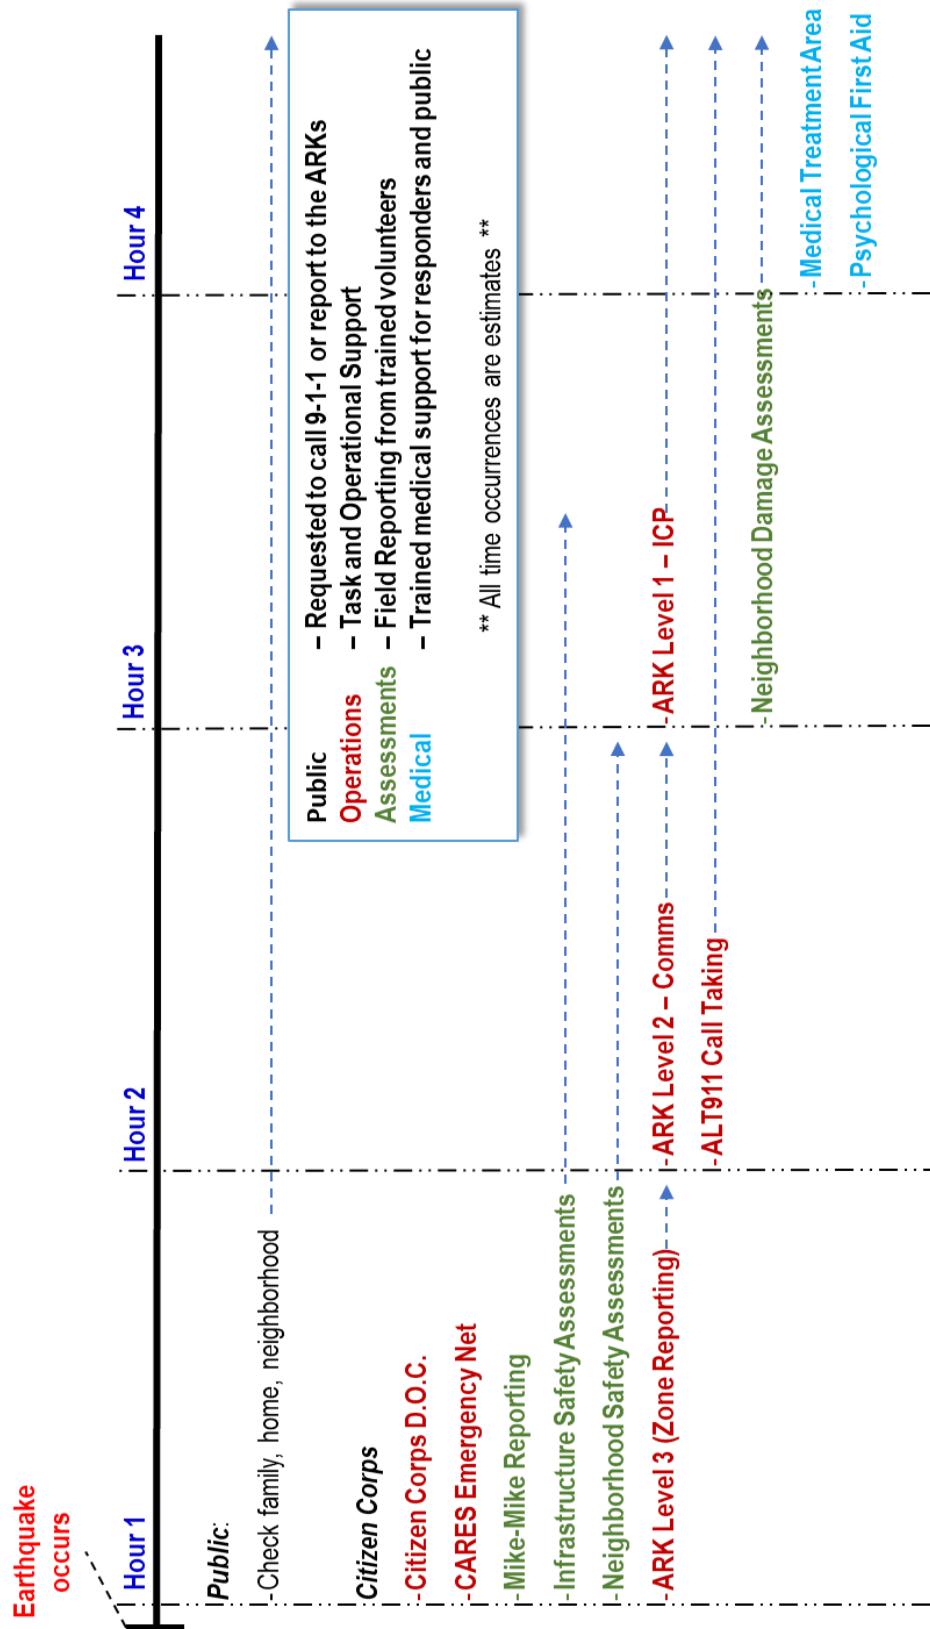 Earthquake
occurs
Hour 1
Hour 2
Hour 3
Hour 4
Public:
-Check family, home, neighborhood
Public – Requested to call 9-1-1 or report to the ARKs
Operations – Task and Operational Support
Assessments – Field Reporting from trained volunteers
Medical – Trained medical support for responders and public
** All time occurrences are estimates **
Citizen Corps
-Citizen Corps D.O.C.
-CARES Emergency Net
-Mike-Mike Reporting
-Infrastructure Safety Assessments
-Neighborhood Safety Assessments
-ARK Level 3 (Zone Reporting)
-ARK Level 2 – Comms
-ARK Level 1 – ICP
-ALT911 Call Taking
-Neighborhood Damage Assessments
-Medical Treatment Area
-Psychological First Aid